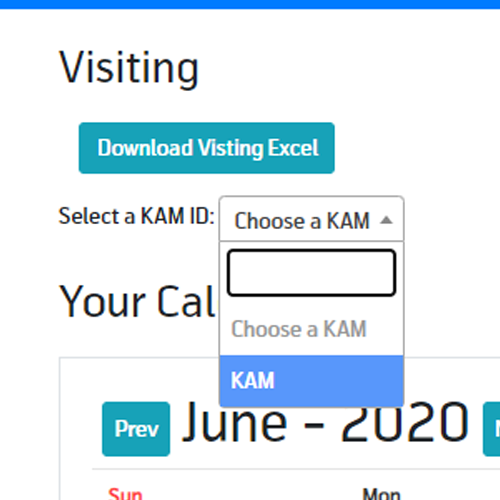 Visiting
Download Visting Excel
Select a KAM ID: Choose a KAM
Choose a KAM
KAM
Your Cal
Prev June - 2020
Sun Mon